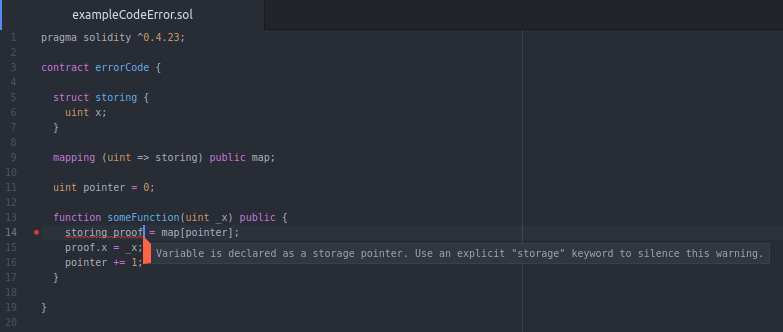 exampleCodeError.sol
1 pragma solidity ^0.4.23;
2
3 contract errorCode {
4
5 struct storing {
6 uint x;
7 }
8
9 mapping (uint => storing) public map;
10
11 uint pointer = 0;
12
13 function someFunction(uint _x) public {
14 storing proof = map[pointer];
15 proof.x = _x;
Variable is declared as a storage pointer. Use an explicit "storage" keyword to silence this warning.
16 pointer += 1;
17 }
18
19 }
20